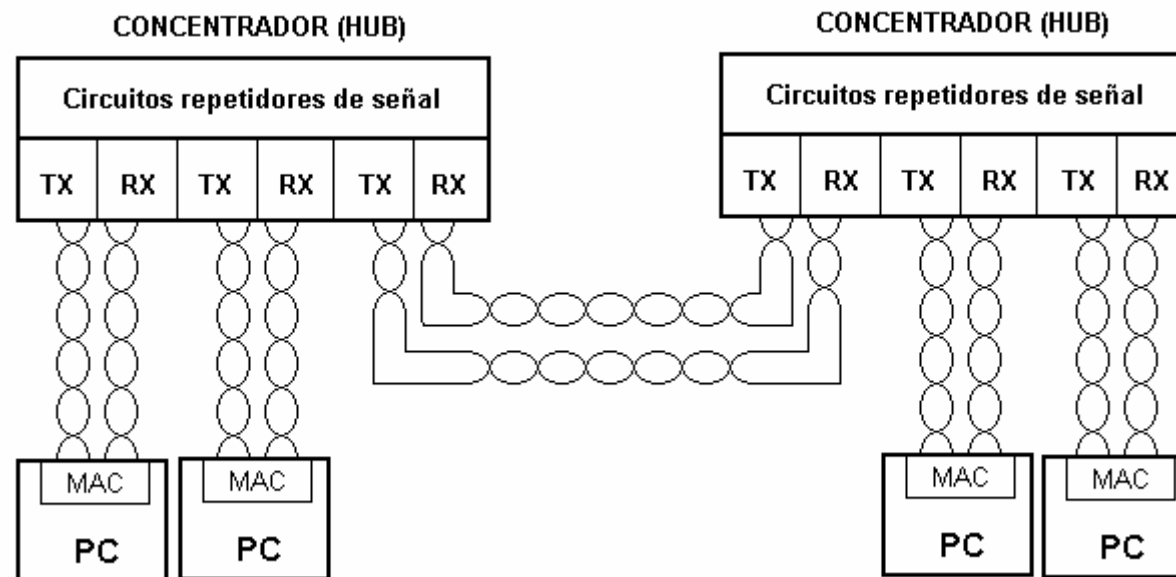 CONCENTRADOR (HUB)
CONCENTRADOR (HUB)
Circuitos repetidores de señal
Circuitos repetidores de señal
TX RX TX RX TX RX
TX RX TX RX TX RX
MAC
MAC
MAC
MAC
PC
PC
PC
PC